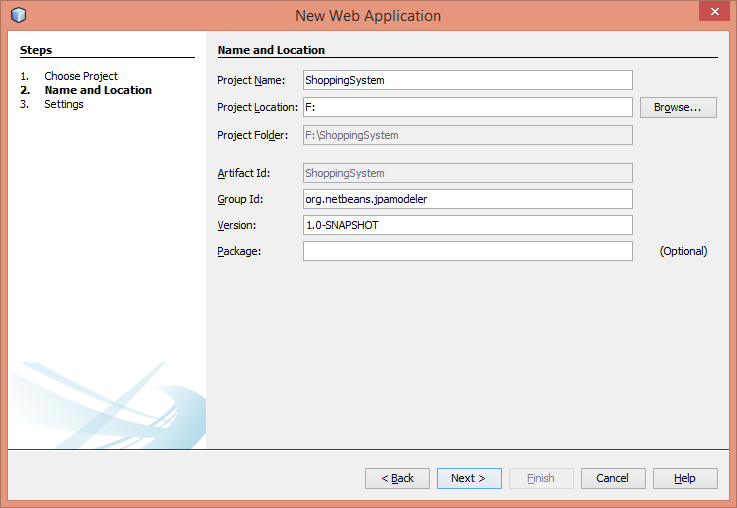 New Web Application
Steps
1. Choose Project
2. Name and Location
3. Settings
Name and Location
Project Name: ShoppingSystem
Project Location: F: Browse...
Project Folder: F:\ShoppingSystem
Artifact Id: ShoppingSystem
Group Id: org.netbeans.jpamodeler
Version: 1.0-SNAPSHOT
Package: (Optional)
< Back Next > Finish Cancel Help